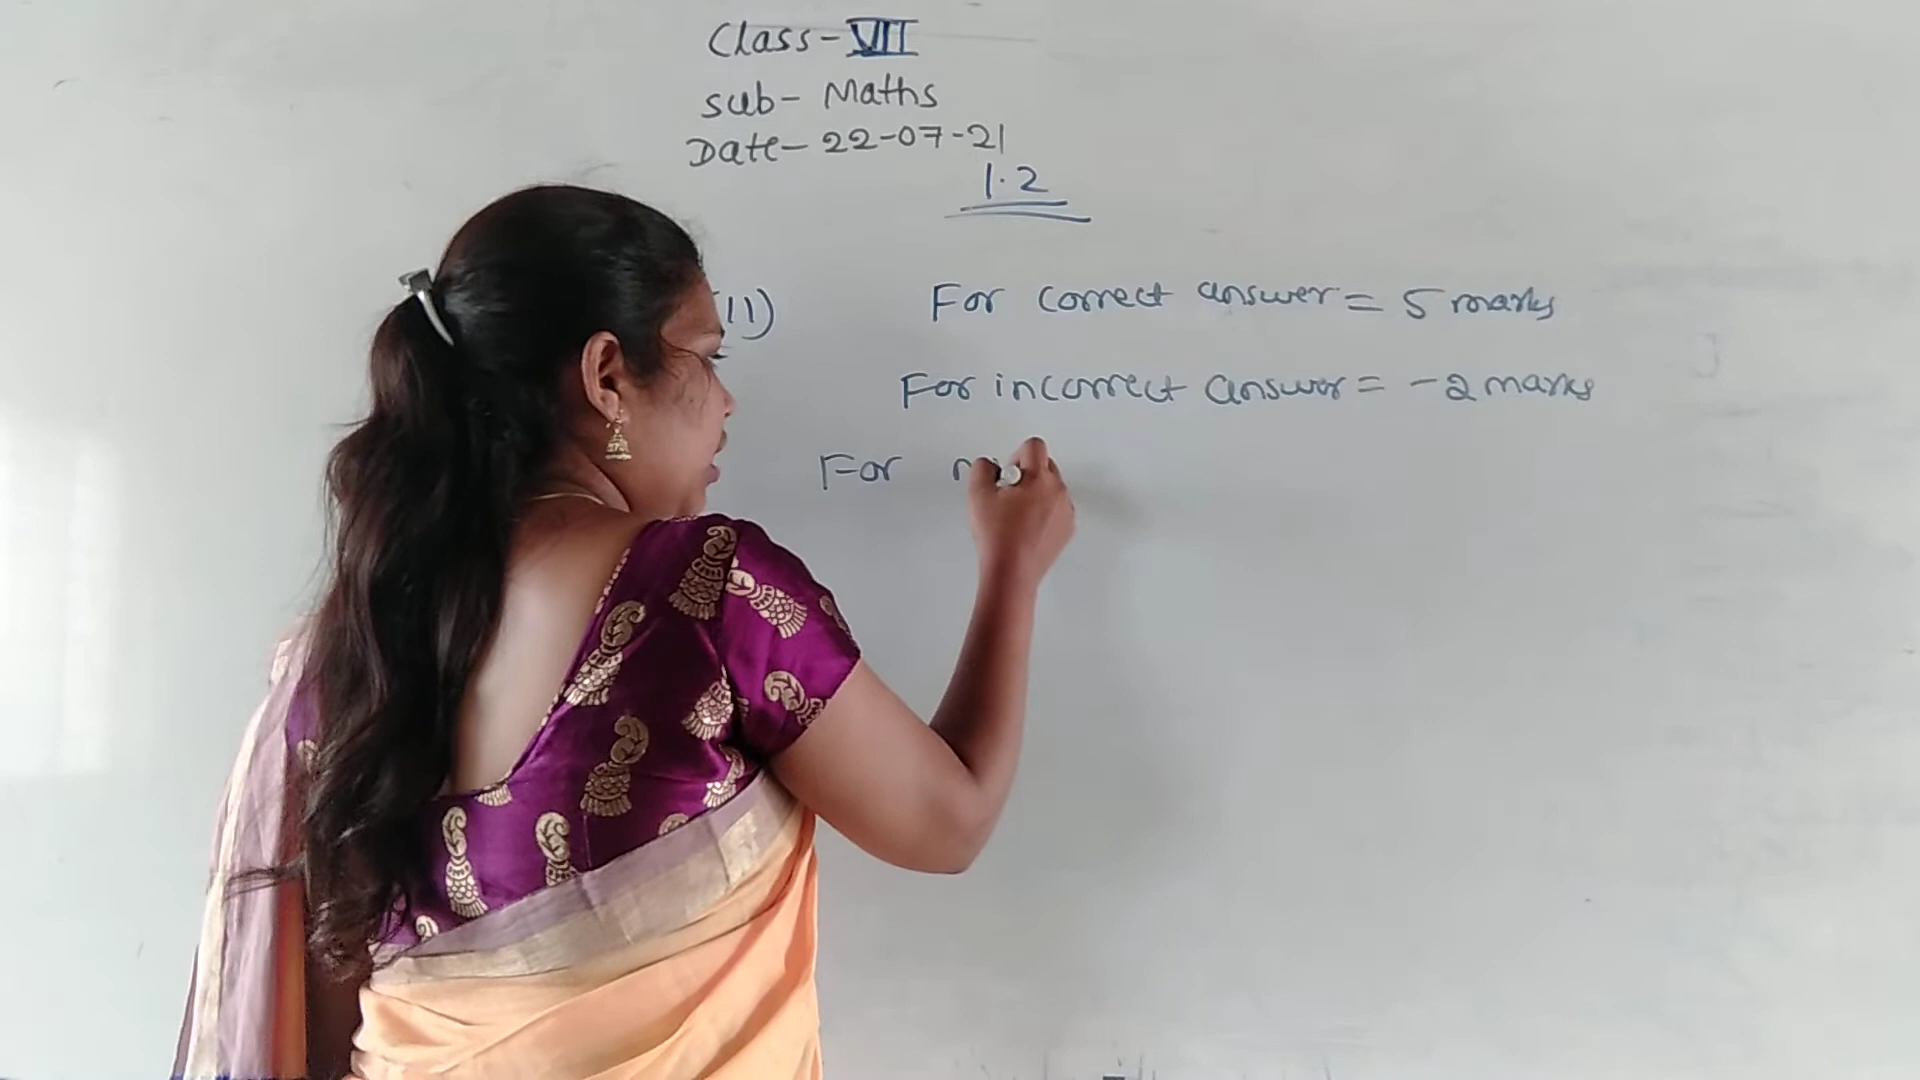 Class-VII
Sub- Maths
Date- 22-07-21
1.2
11) For correct answer = 5 marks
For incorrect answer = -2 marks
For